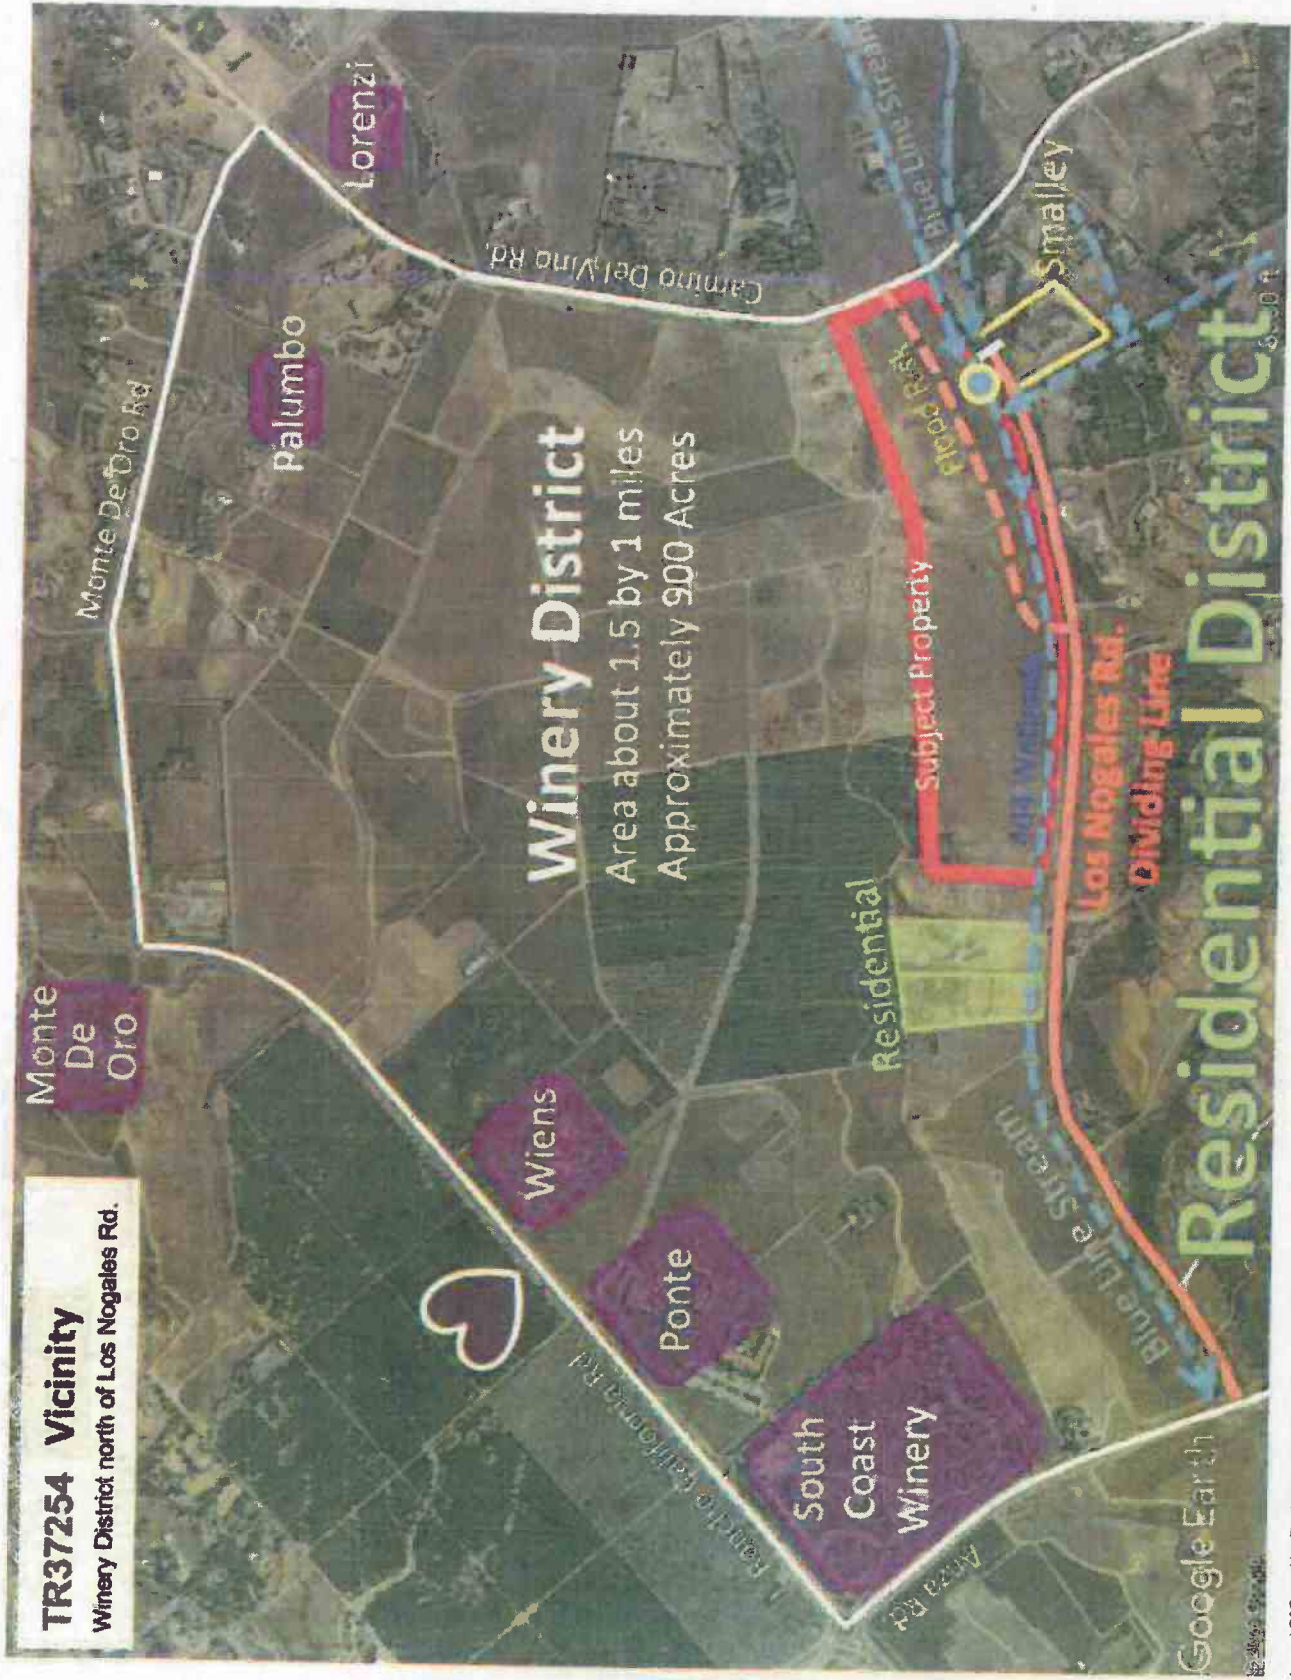 TR37254 Vicinity
Winery District north of Los Nogales Rd.
Monte
De
Oro
Monte De Oro Rd
Palumbo
Lorenzi
Wiens
Ponte
South
Coast
Winery
Rancho California Rd
Anza Rd
Camino Del Vino Rd.
Winery District
Area about 1.5 by 1 miles
Approximately 900 Acres
Residential
Subject Property
Flood Risk
Blue Line Stream
Smalley
Los Nogales Rd.
Dividing Line
Blue Line Stream
Residential District
Google Earth